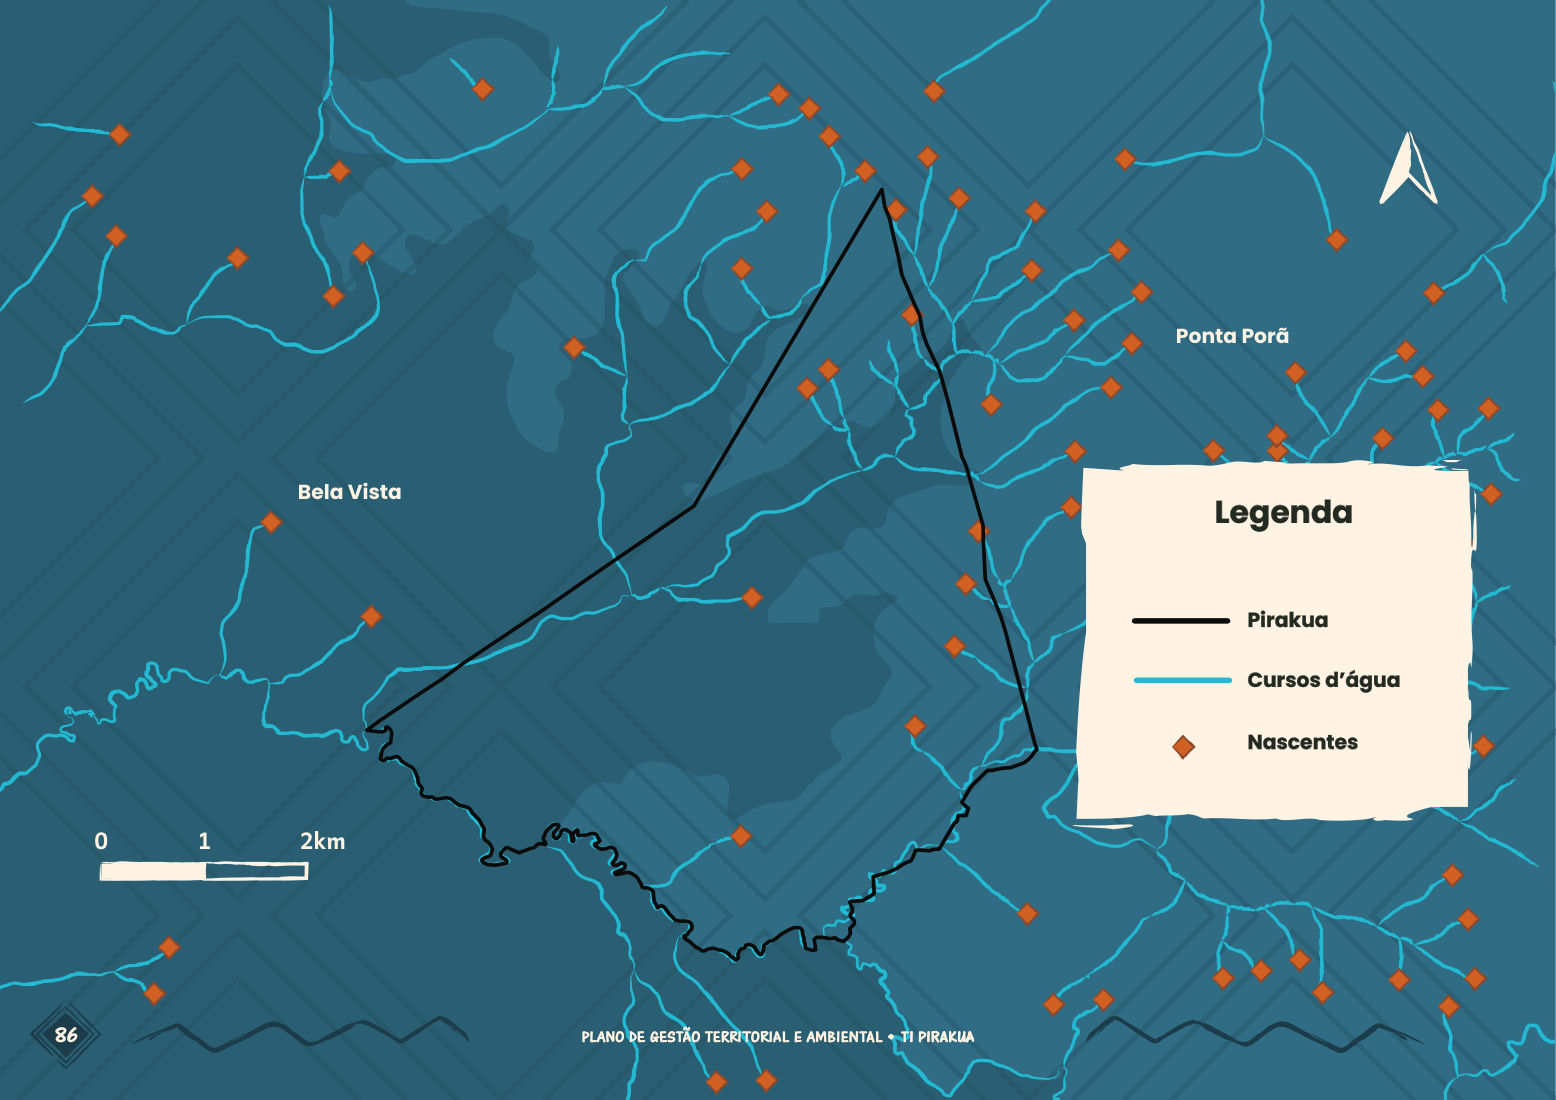 Ponta Porã
Bela Vista
Legenda
Pirakua
Cursos d'água
Nascentes
0 1 2km
86
PLANO DE GESTÃO TERRITORIAL E AMBIENTAL • TI PIRAKUA